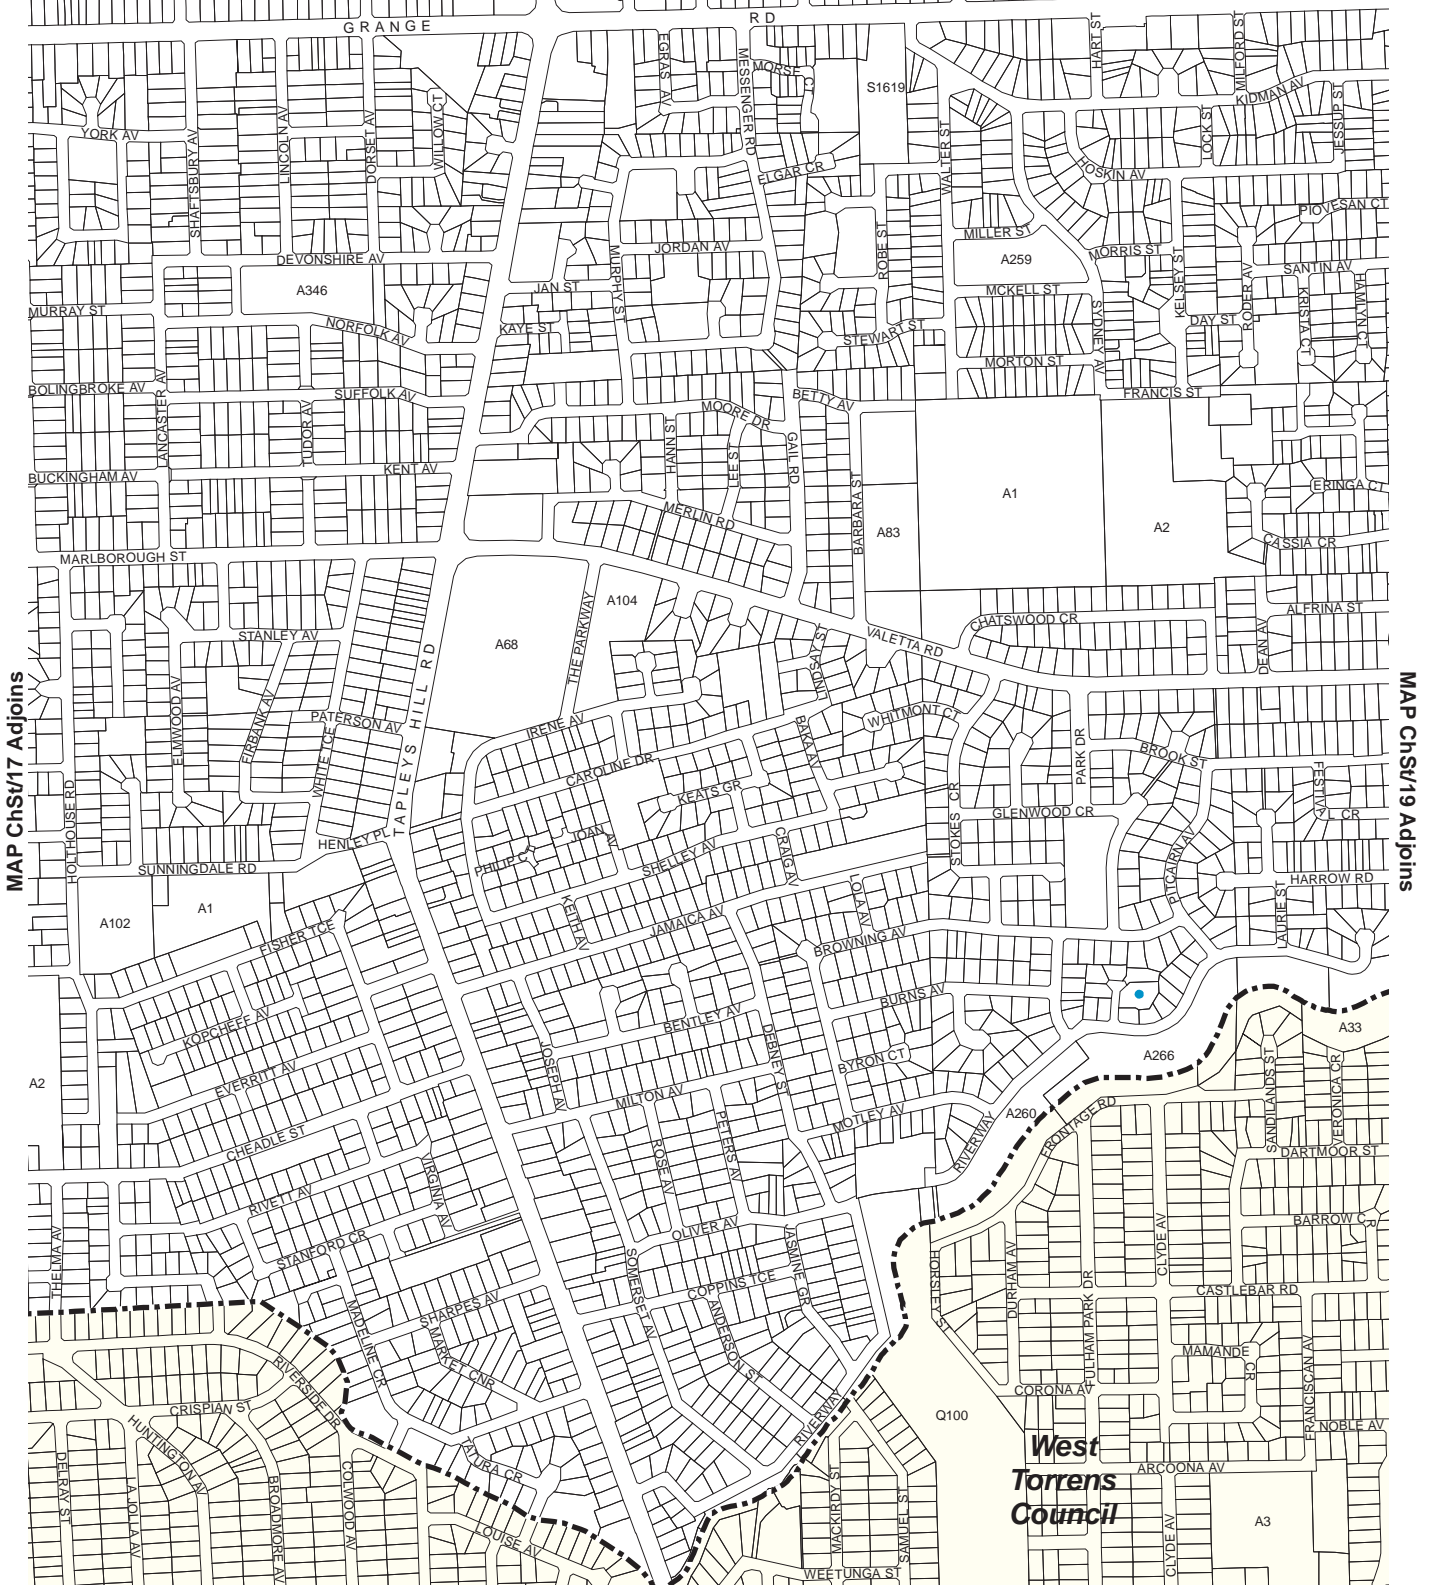 GRANGE RD
HART ST
MILFORD ST
EGRAS AV
MESSENGER RD
MORSE CT
S1619
KIDMAN AV
JESSUP ST
LOCK ST
WILLOW CT
YORK AV
SHAFTSBURY AV
LINCOLN AV
DORSET AV
WALTER ST
HOSKIN AV
ELGAR CR
PIOVESAN CT
MILLER ST
MORRIS ST
ROBE ST
JORDAN AV
DEVONSHIRE AV
A259
SANTIN AV
KELSEY ST
RODER AV
KRISTA CT
HAMLYN CT
A346
JAN ST
MURPHY ST
MCKELL ST
SYDNEY AV
DAY ST
MURRAY ST
NORFOLK AV
KAYE ST
STEWART ST
MORTON ST
BOLINGBROKE AV
SUFFOLK AV
LANCASTER AV
TUDOR AV
BETTY AV
FRANCIS ST
MOORE DR
HANN ST
LEE ST
GAIL RD
BUCKINGHAM AV
KENT AV
BARBARA ST
A1
ERINGA CT
MERLIN RD
A83
A2
CASSIA CR
MARLBOROUGH ST
A104
THE PARKWAY
ALFRINA ST
CHATSWOOD CR
DEAN AV
STANLEY AV
A68
VALETTA RD
LINDSAY ST
TAPLEYS HILL RD
ELMWOOD AV
FIRBANK AV
PATERSON AV
WHITE TCE
IRENE AV
BAKA AV
WHITMONT CT
PARK DR
BROOK ST
MAP ChSt/17 Adjoins
MAP ChSt/19 Adjoins
CAROLINE DR
KEATS GR
HOLTHOUSE RD
STOKES CR
GLENWOOD CR
FESTIVAL CR
HENLEY PL
JOAN AV
PHILIP CT
SHELLEY AV
CRAIG AV
PITCAIRN AV
SUNNINGDALE RD
HARROW RD
LAURIE ST
A102
A1
KEITH AV
LOLA AV
FISHER TCE
JAMAICA AV
BROWNING AV
BURNS AV
KOPCHEFF AV
BENTLEY AV
DEBNEY ST
A33
A266
A2
EVERRITT AV
JOSEPH AV
BYRON CT
MILTON AV
MOTLEY AV
A260
RIVERWAY
FRONTAGE RD
SANDILANDS ST
VERONICA CR
CHEADLE ST
VIRGINIA AV
ROSE AV
PETERS AV
DARTMOOR ST
RIVETT AV
BARROW CR
THELMA AV
STANFORD CR
OLIVER AV
JASMINE GR
HORSLEY ST
DURHAM AV
CLYDE AV
SOMERSET AV
COPPINS TCE
FULHAM PARK DR
CASTLEBAR RD
SHARPES AV
MADELINE CR
MARKET CNR
ANDERSON ST
MAMANDE CR
FRANCISCAN AV
RIVERSIDE DR
CORONA AV
CRISPIAN ST
HUNTINGTON AV
RIVERWAY
Q100
NOBLE AV
West
Torrens
Council
TATURA CR
ARCOONA AV
DELRAY ST
LAJOLLA AV
BROADMORE AV
COLWOOD AV
MACKIRDY ST
SAMUEL ST
CLYDE AV
A3
LOUISE AV
WEETUNGA ST